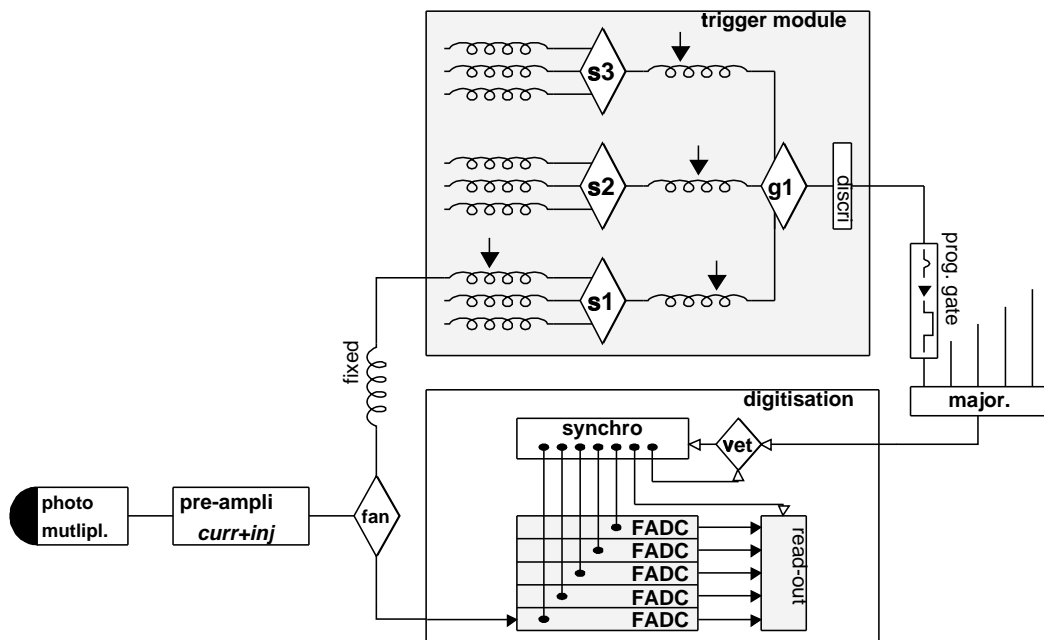 trigger module
s3
s2
g1
discri
s1
prog. gate
fixed
major.
digitisation
synchro
vet
photo
mutlipl.
pre-ampli
curr+inj
fan
FADC
FADC
FADC
FADC
FADC
read-out